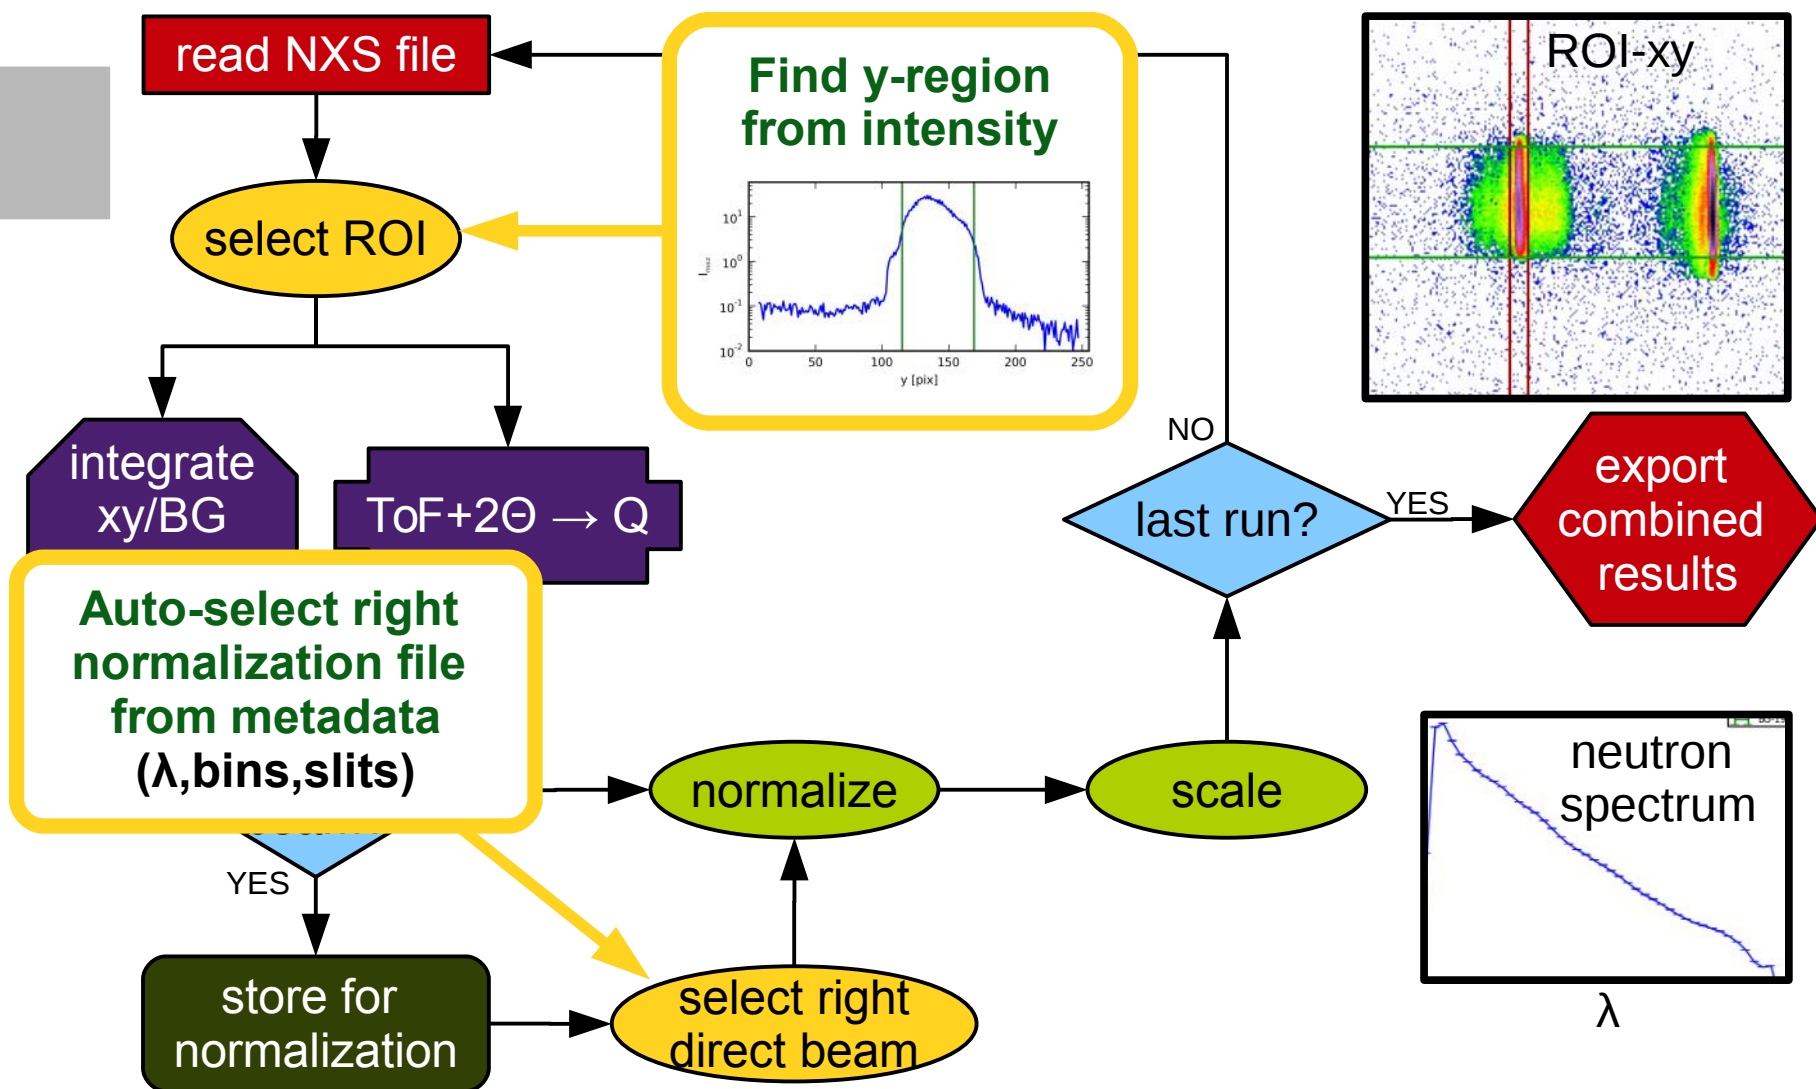 read NXS file
Find y-region
from intensity
10¹
10⁰
10⁻¹
10⁻²
0 50 100 150 200 250
y [pix]
ROI-xy
select ROI
integrate
xy/BG
ToF+2Θ → Q
NO
last run?
YES
export
combined
results
Auto-select right
normalization file
from metadata
(λ,bins,slits)
normalize
scale
neutron
spectrum
λ
YES
store for
normalization
select right
direct beam